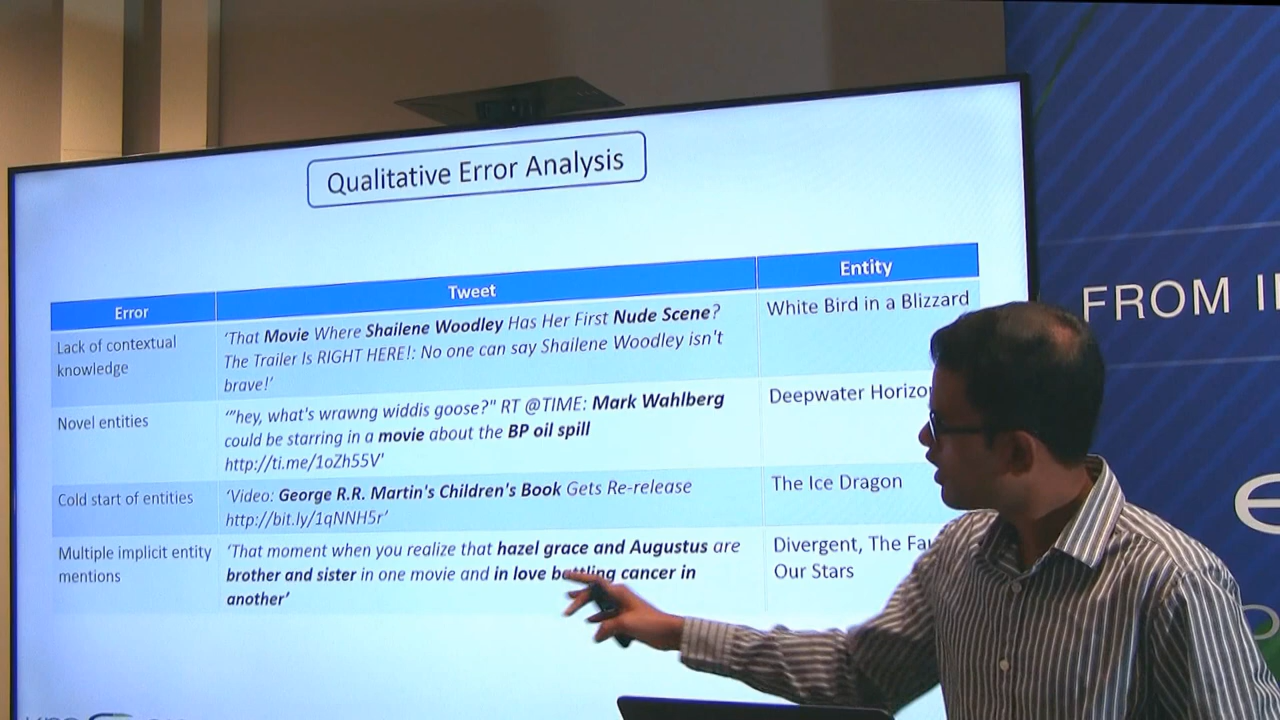 Qualitative Error Analysis
Error
Tweet
Entity
Lack of contextual
knowledge
‘That Movie Where Shailene Woodley Has Her First Nude Scene?
The Trailer Is RIGHT HERE!: No one can say Shailene Woodley isn't
brave!’
White Bird in a Blizzard
Novel entities
‘"hey, what's wrawng widdis goose?" RT @TIME: Mark Wahlberg
could be starring in a movie about the BP oil spill
http://ti.me/1oZh55V'
Deepwater
Cold start of entities
‘Video: George R.R. Martin's Children's Book Gets Re-release
http://bit.ly/1qNNH5r’
The Ice Dragon
Multiple implicit entity
mentions
‘That moment when you realize that hazel grace and Augustus are
brother and sister in one movie and in love battling cancer in
another’
Divergent, The
Our Stars
FROM